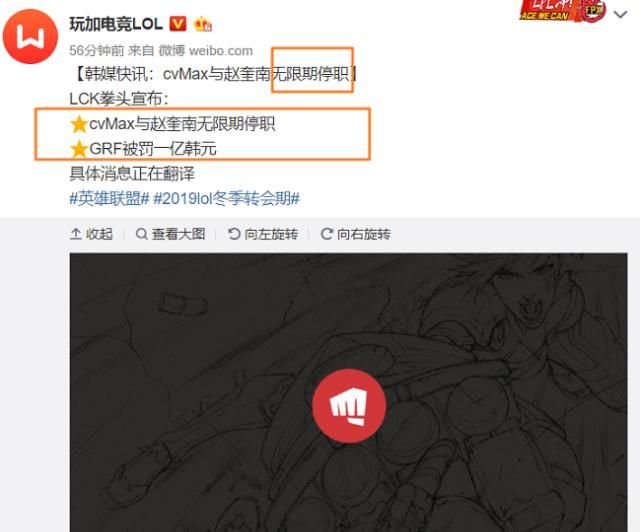 玩加电竞LOL
56分钟前 来自 微博 weibo.com
【韩媒快讯：cvMax与赵奎南无限期停职】
LCK拳头宣布：
⭐cvMax与赵奎南无限期停职
⭐GRF被罚一亿韩元
具体消息正在翻译
#英雄联盟# #2019lol冬季转会期#
收起 查看大图 向左旋转 向右旋转